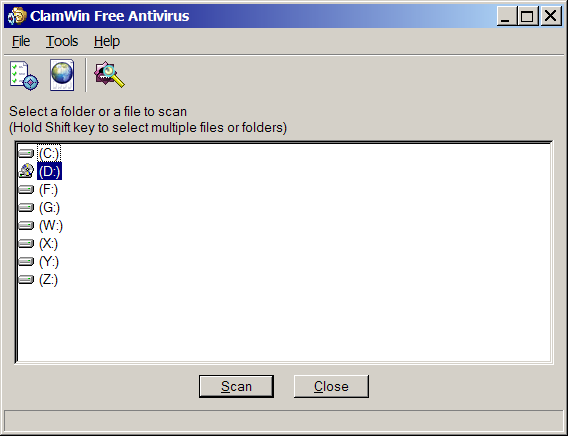 ClamWin Free Antivirus
File Tools Help
Select a folder or a file to scan
(Hold Shift key to select multiple files or folders)
(C:)
(D:)
(F:)
(G:)
(W:)
(X:)
(Y:)
(Z:)
Scan Close